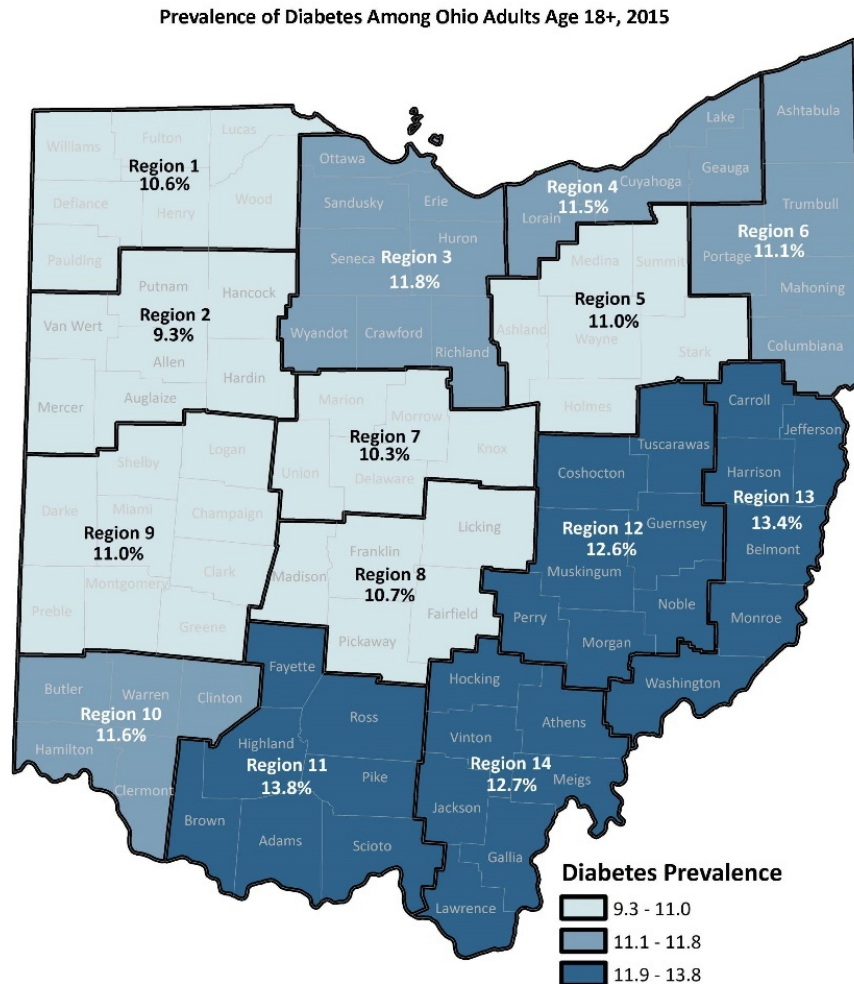 Prevalence of Diabetes Among Ohio Adults Age 18+, 2015
Williams
Fulton
Lucas
Region 1
10.6%
Defiance
Henry
Wood
Paulding
Putnam
Hancock
Region 2
9.3%
Van Wert
Allen
Hardin
Mercer
Auglaize
Ottawa
Sandusky
Erie
Huron
Seneca
Region 3
11.8%
Wyandot
Crawford
Richland
Lake
Geauga
Region 4
11.5%
Cuyahoga
Lorain
Ashtabula
Trumbull
Region 6
11.1%
Portage
Mahoning
Columbiana
Medina
Summit
Region 5
11.0%
Ashland
Wayne
Stark
Holmes
Marion
Morrow
Region 7
10.3%
Knox
Union
Delaware
Logan
Shelby
Darke
Miami
Champaign
Region 9
11.0%
Clark
Preble
Montgomery
Greene
Licking
Franklin
Madison
Region 8
10.7%
Fairfield
Pickaway
Tuscarawas
Coshocton
Region 12
12.6%
Guernsey
Muskingum
Noble
Perry
Morgan
Carroll
Jefferson
Harrison
Region 13
13.4%
Belmont
Monroe
Washington
Butler
Warren
Clinton
Region 10
11.6%
Hamilton
Clermont
Fayette
Ross
Highland
Region 11
13.8%
Pike
Brown
Adams
Scioto
Hocking
Athens
Vinton
Region 14
12.7%
Meigs
Jackson
Gallia
Lawrence
Diabetes Prevalence
9.3 - 11.0
11.1 - 11.8
11.9 - 13.8